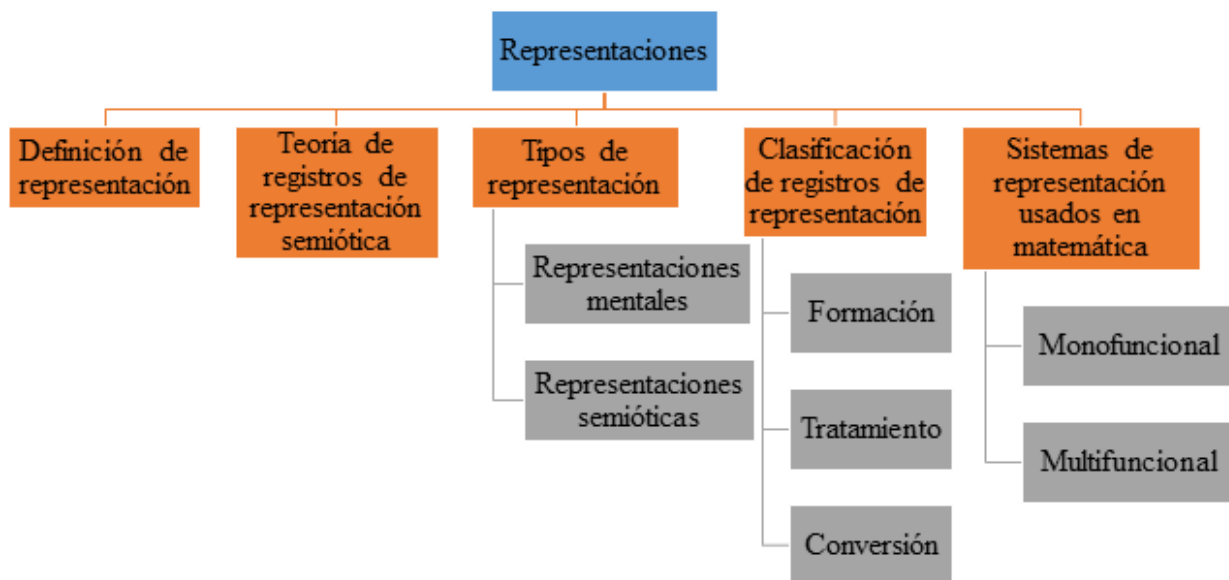 Representaciones
Definición de
representación
Teoría de
registros de
representación
semiótica
Tipos de
representación
Representaciones
mentales
Representaciones
semióticas
Clasificación
de registros de
representación
Formación
Tratamiento
Conversión
Sistemas de
representación
usados en
matemática
Monofuncional
Multifuncional